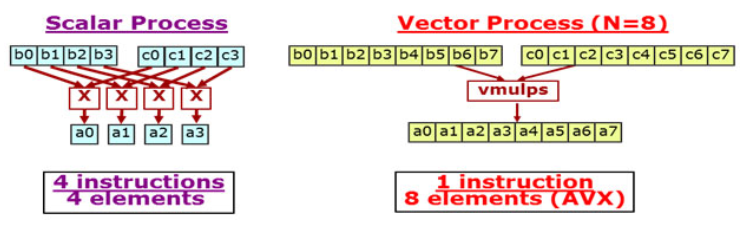 Scalar Process
b0 b1 b2 b3 c0 c1 c2 c3
X X X X
a0 a1 a2 a3
4 instructions
4 elements
Vector Process (N=8)
b0 b1 b2 b3 b4 b5 b6 b7 c0 c1 c2 c3 c4 c5 c6 c7
vmulps
a0 a1 a2 a3 a4 a5 a6 a7
1 instruction
8 elements (AVX)